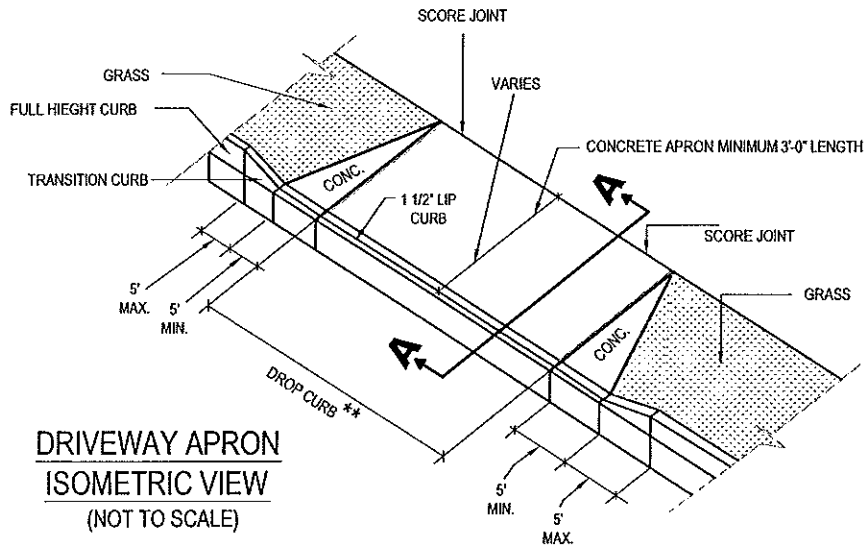 SCORE JOINT
GRASS
VARIES
FULL HIEGHT CURB
CONCRETE APRON MINIMUM 3'-0" LENGTH
TRANSITION CURB
CONC.
A
1 1/2" LIP
CURB
SCORE JOINT
VARIES
GRASS
5'
MAX.
5'
MIN.
CONC.
A
DROP CURB **
DRIVEWAY APRON
ISOMETRIC VIEW
(NOT TO SCALE)
5'
MIN.
5'
MAX.